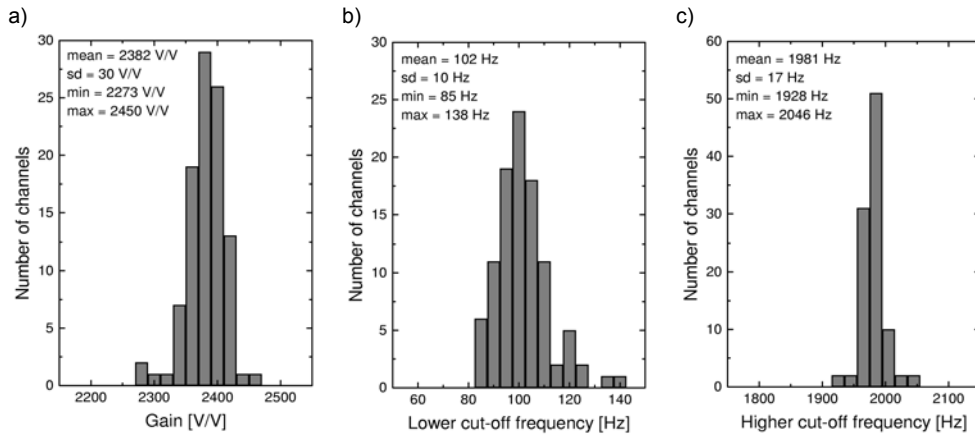 a)
mean = 2382 V/V
sd = 30 V/V
min = 2273 V/V
max = 2450 V/V
30
25
20
15
10
5
0
Number of channels
2200 2300 2400 2500
Gain [V/V]
b)
mean = 102 Hz
sd = 10 Hz
min = 85 Hz
max = 138 Hz
30
25
20
15
10
5
0
Number of channels
60 80 100 120 140
Lower cut-off frequency [Hz]
c)
mean = 1981 Hz
sd = 17 Hz
min = 1928 Hz
max = 2046 Hz
60
50
40
30
20
10
0
Number of channels
1800 1900 2000 2100
Higher cut-off frequency [Hz]